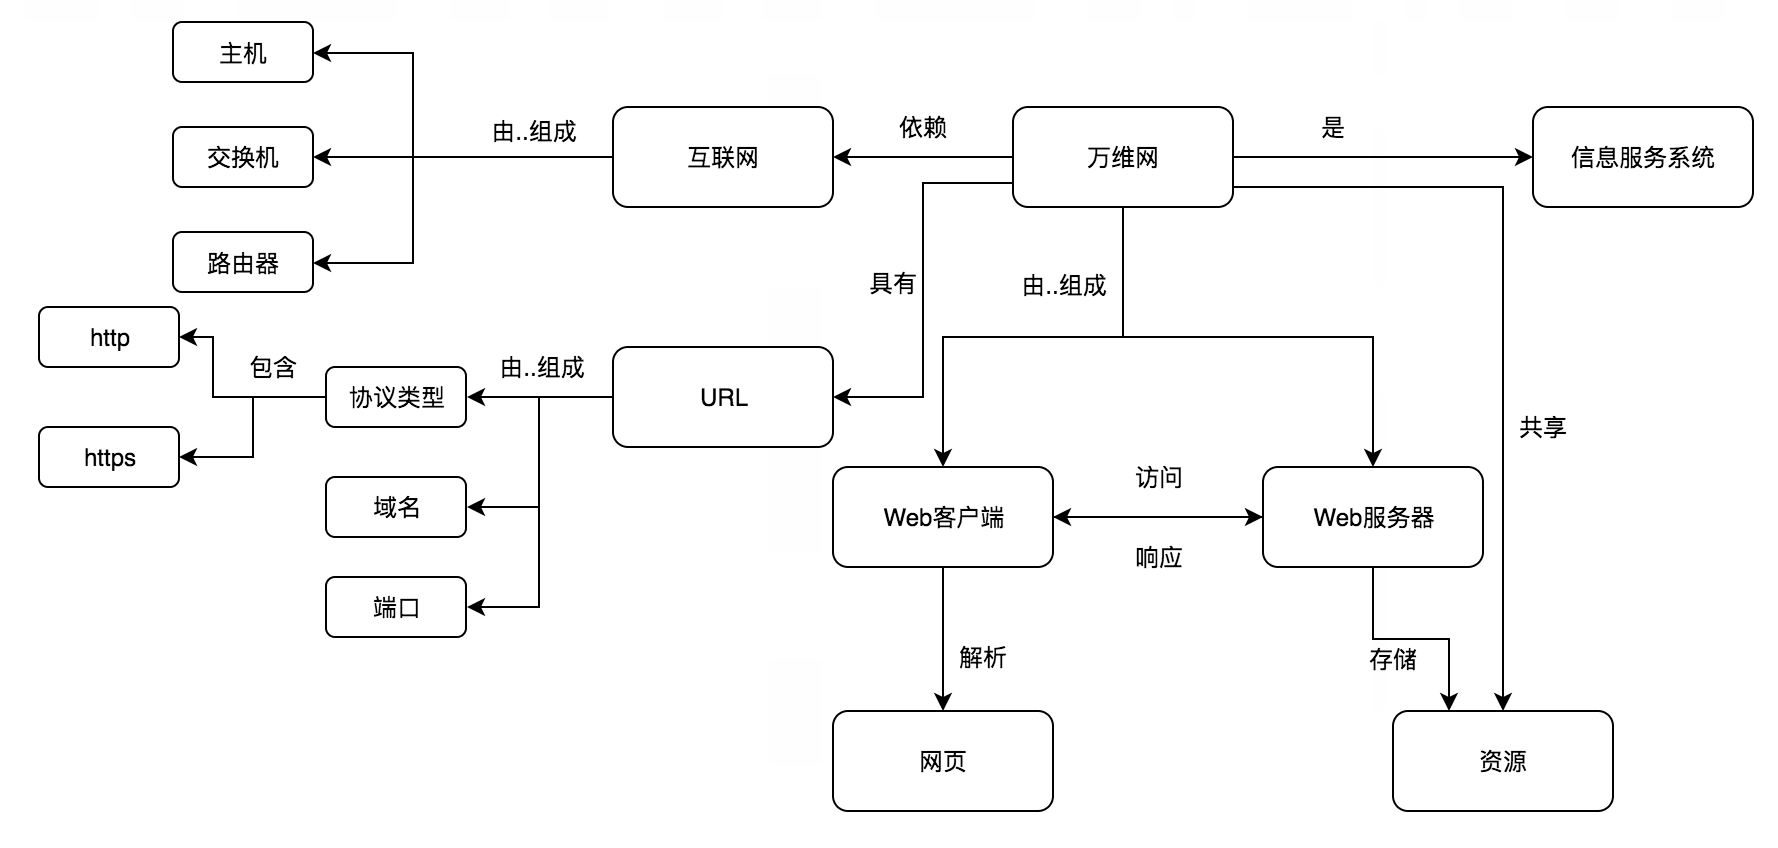 主机
由..组成
依赖
是
交换机
互联网
万维网
信息服务系统
路由器
具有
由..组成
http
包含
由..组成
https
协议类型
URL
共享
域名
Web客户端
访问
响应
Web服务器
端口
解析
存储
网页
资源